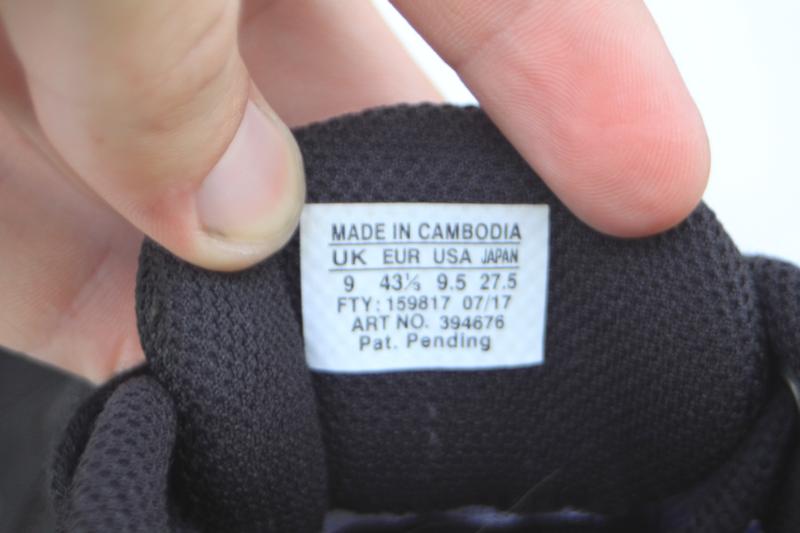 MADE IN CAMBODIA
UK EUR USA JAPAN
9 43⅓ 9.5 27.5
FTY: 159817 07/17
ART NO. 394676
Pat. Pending